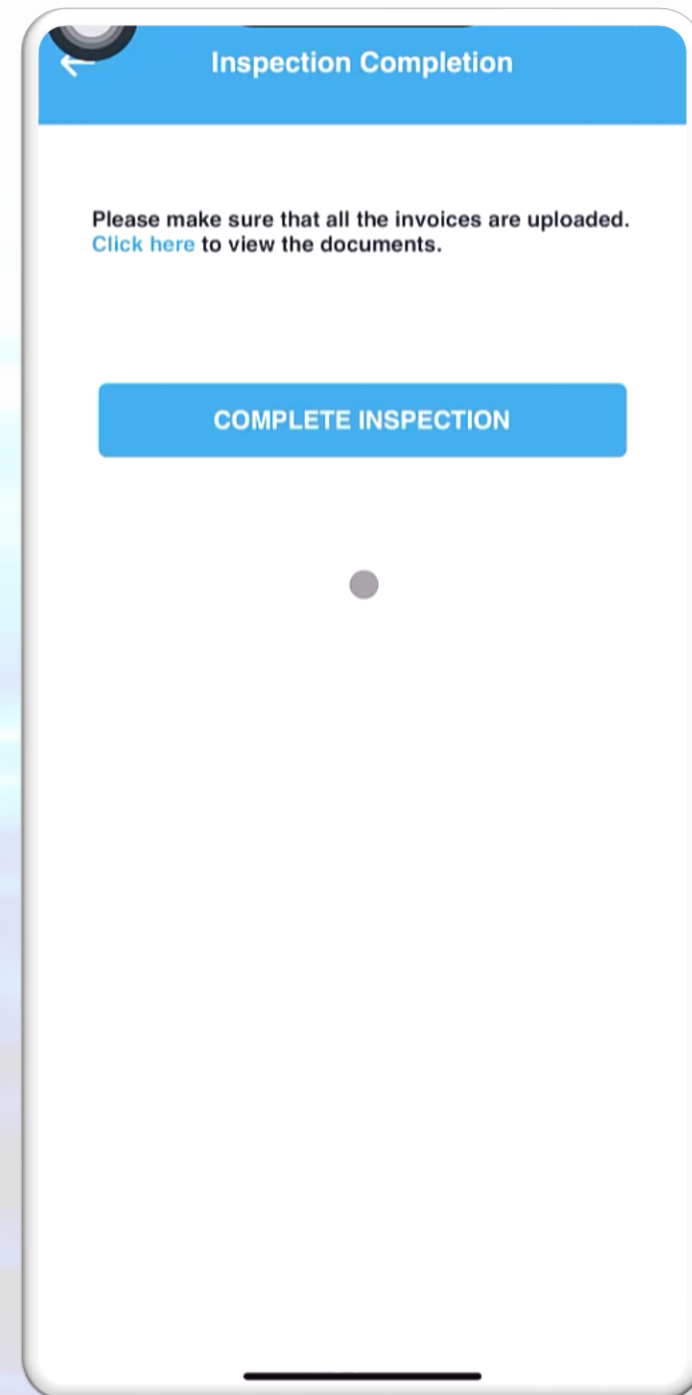 Inspection Completion
Please make sure that all the invoices are uploaded.
Click here to view the documents.
COMPLETE INSPECTION